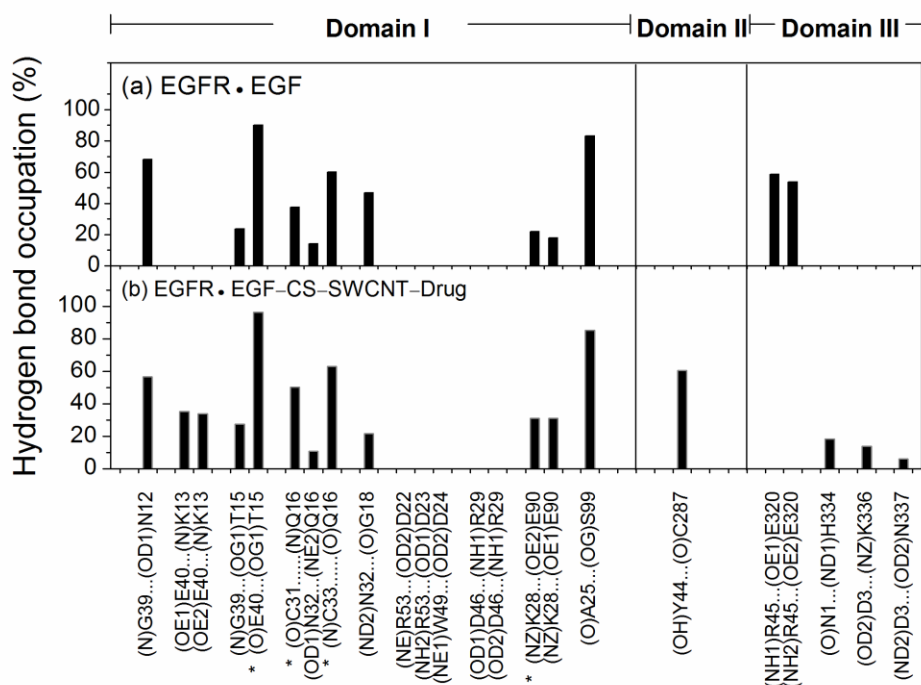 Domain I
Domain II
Domain III
Hydrogen bond occupation (%)
(a) EGFR • EGF
100
80
60
40
20
0
(b) EGFR • EGF–CS–SWCNT–Drug
100
80
60
40
20
0
(N)G39...(OD1)N12
(OE1)E40...(N)K13
(OE2)E40...(N)K13
(N)G39...(OG1)T15
* (O)E40...(OG1)T15
* (O)C31......(N)Q16
(OD1)N32...(NE2)Q16
* (N)C33......(O)Q16
(ND2)N32...(O)G18
(NE)R53...(OD2)D22
(NH2)R53...(OD1)D23
(NE1)W49...(OD2)D24
(OD1)D46...(NH1)R29
(OD2)D46...(NH1)R29
* (NZ)K28...(OE2)E90
(NZ)K28...(OE1)E90
(O)A25...(OG)S99
(OH)Y44...(O)C287
(NH1)R45...(OE1)E320
(NH2)R45...(OE2)E320
(O)N1...(ND1)H334
(OD2)D3...(NZ)K336
(ND2)D3...(OD2)N337